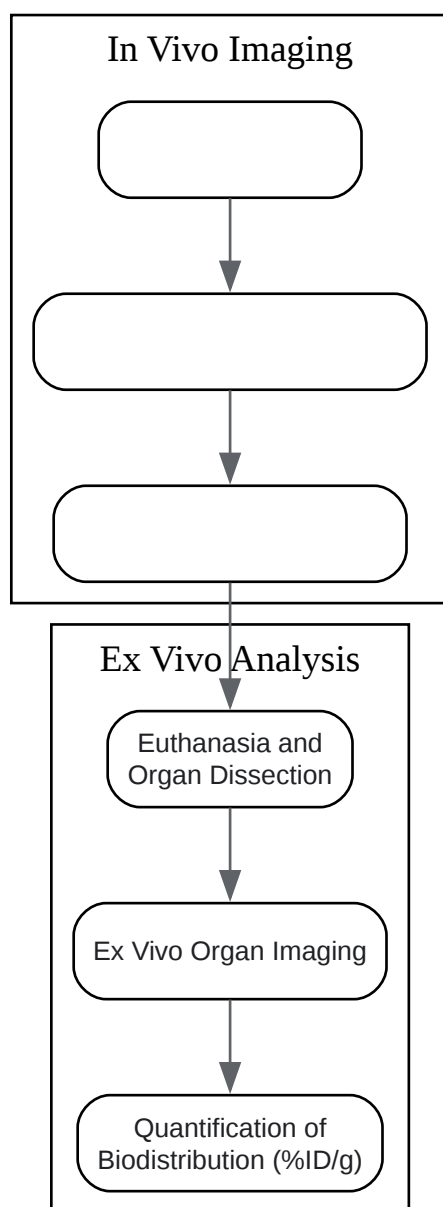 In Vivo Imaging
Ex Vivo Analysis
Euthanasia and
Organ Dissection
Ex Vivo Organ Imaging
Quantification of
Biodistribution (%ID/g)